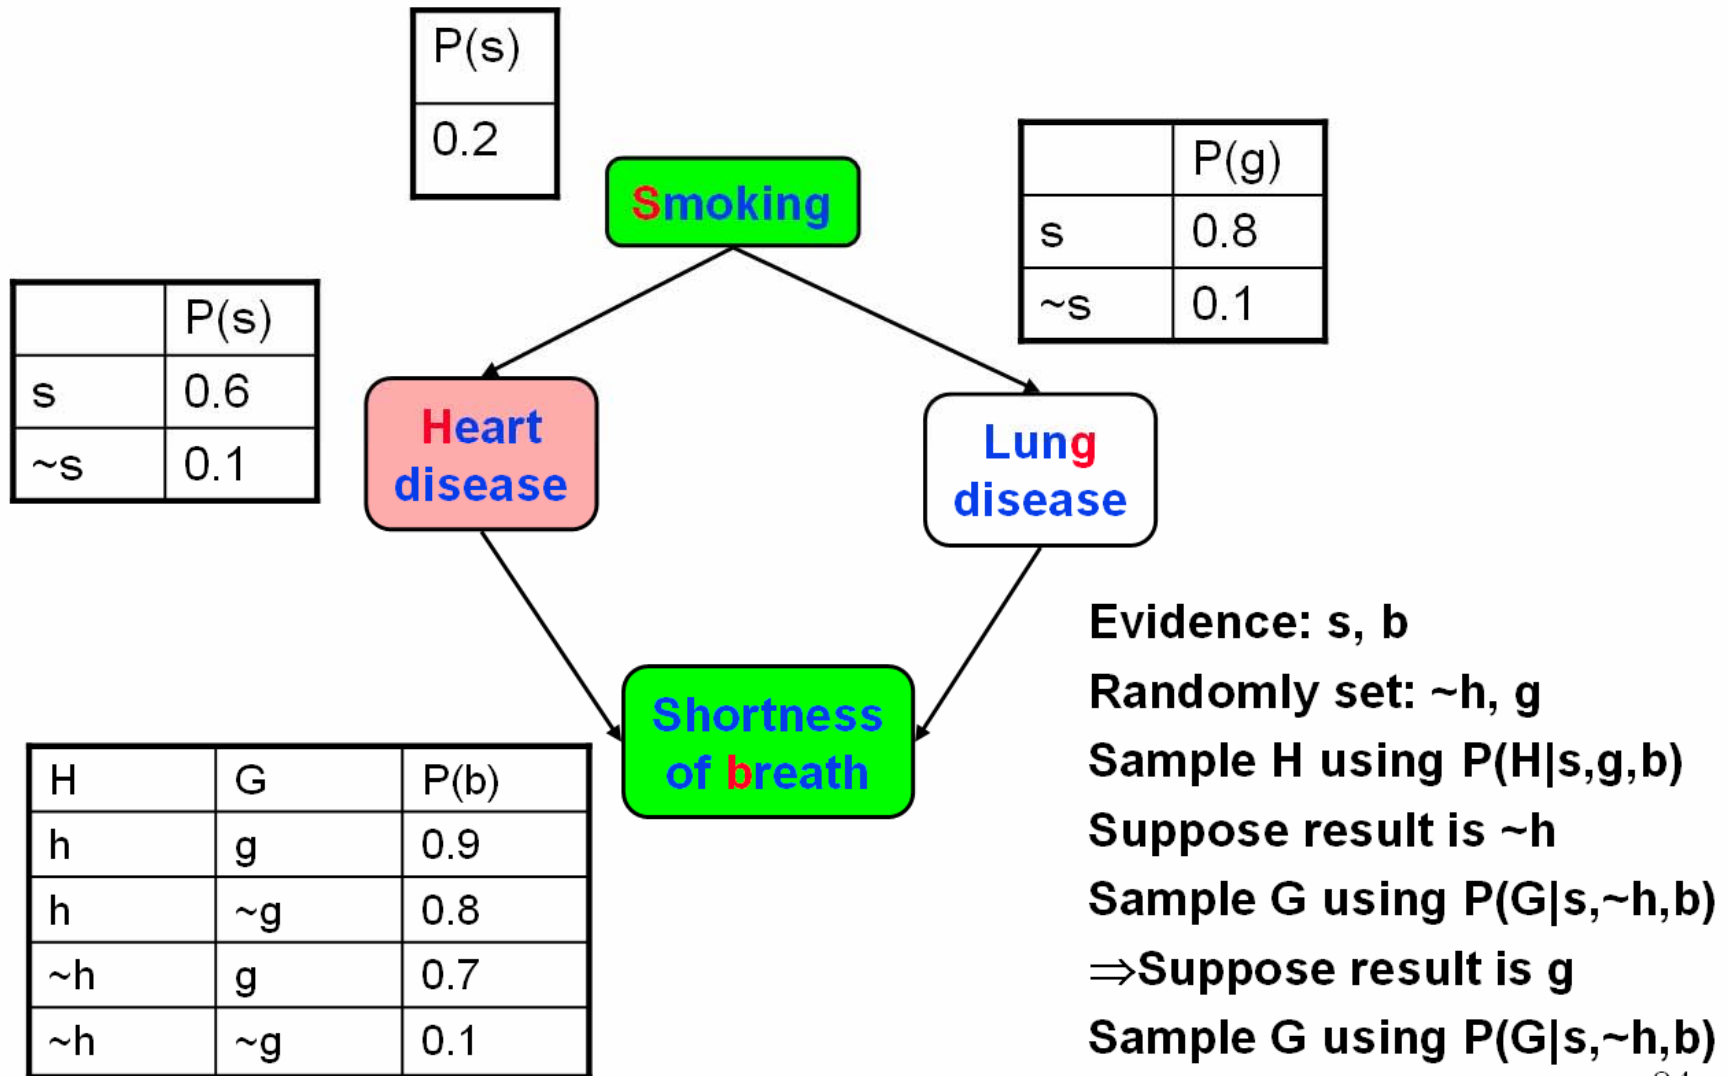 P(s)
0.2
Smoking
P(g)
s 0.8
~s 0.1
P(s)
s 0.6
~s 0.1
Heart
disease
Lung
disease
Shortness
of breath
H G P(b)
h g 0.9
h ~g 0.8
~h g 0.7
~h ~g 0.1
Evidence: s, b
Randomly set: ~h, g
Sample H using P(H|s,g,b)
Suppose result is ~h
Sample G using P(G|s,~h,b)
⇒Suppose result is g
Sample G using P(G|s,~h,b)